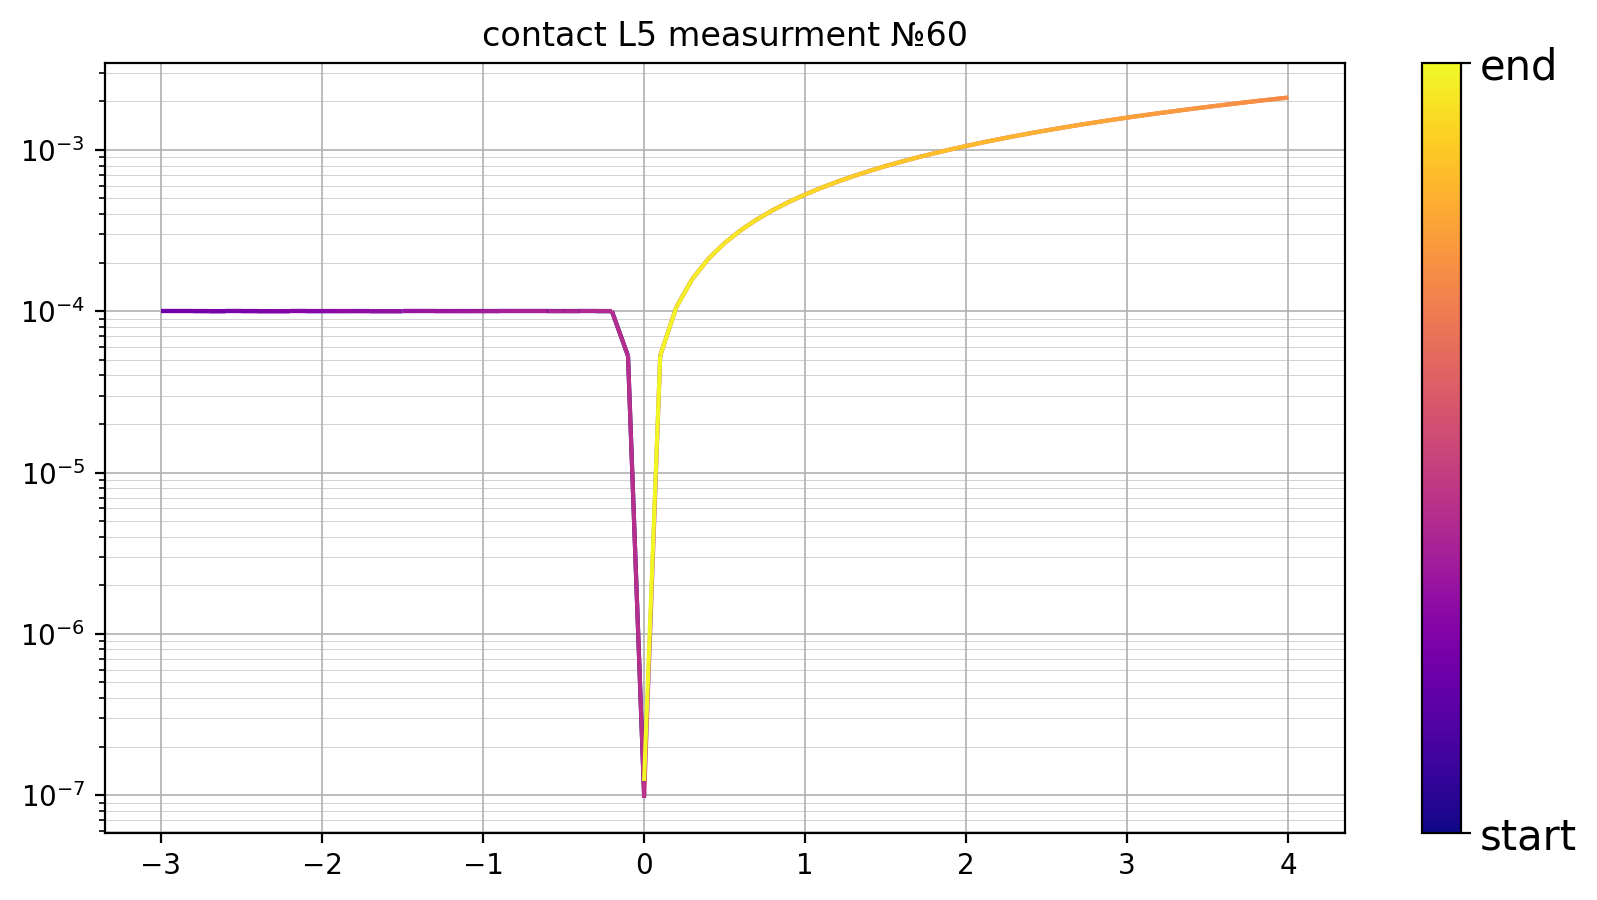 contact L5 measurment №60
end
10⁻³
10⁻⁴
10⁻⁵
10⁻⁶
10⁻⁷
start
−3 −2 −1 0 1 2 3 4